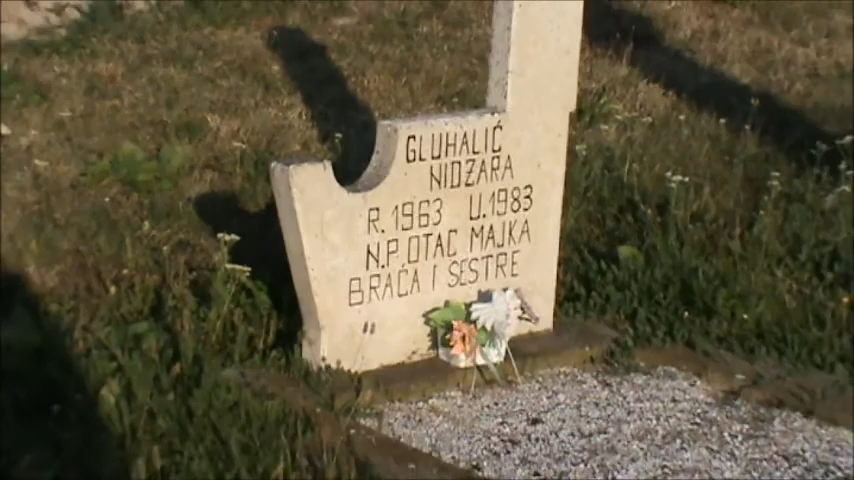 GLUHALIĆ
NIDŽARA
R.1963 U.1983
N.P. OTAC MAJKA
BRAĆA I SESTRE